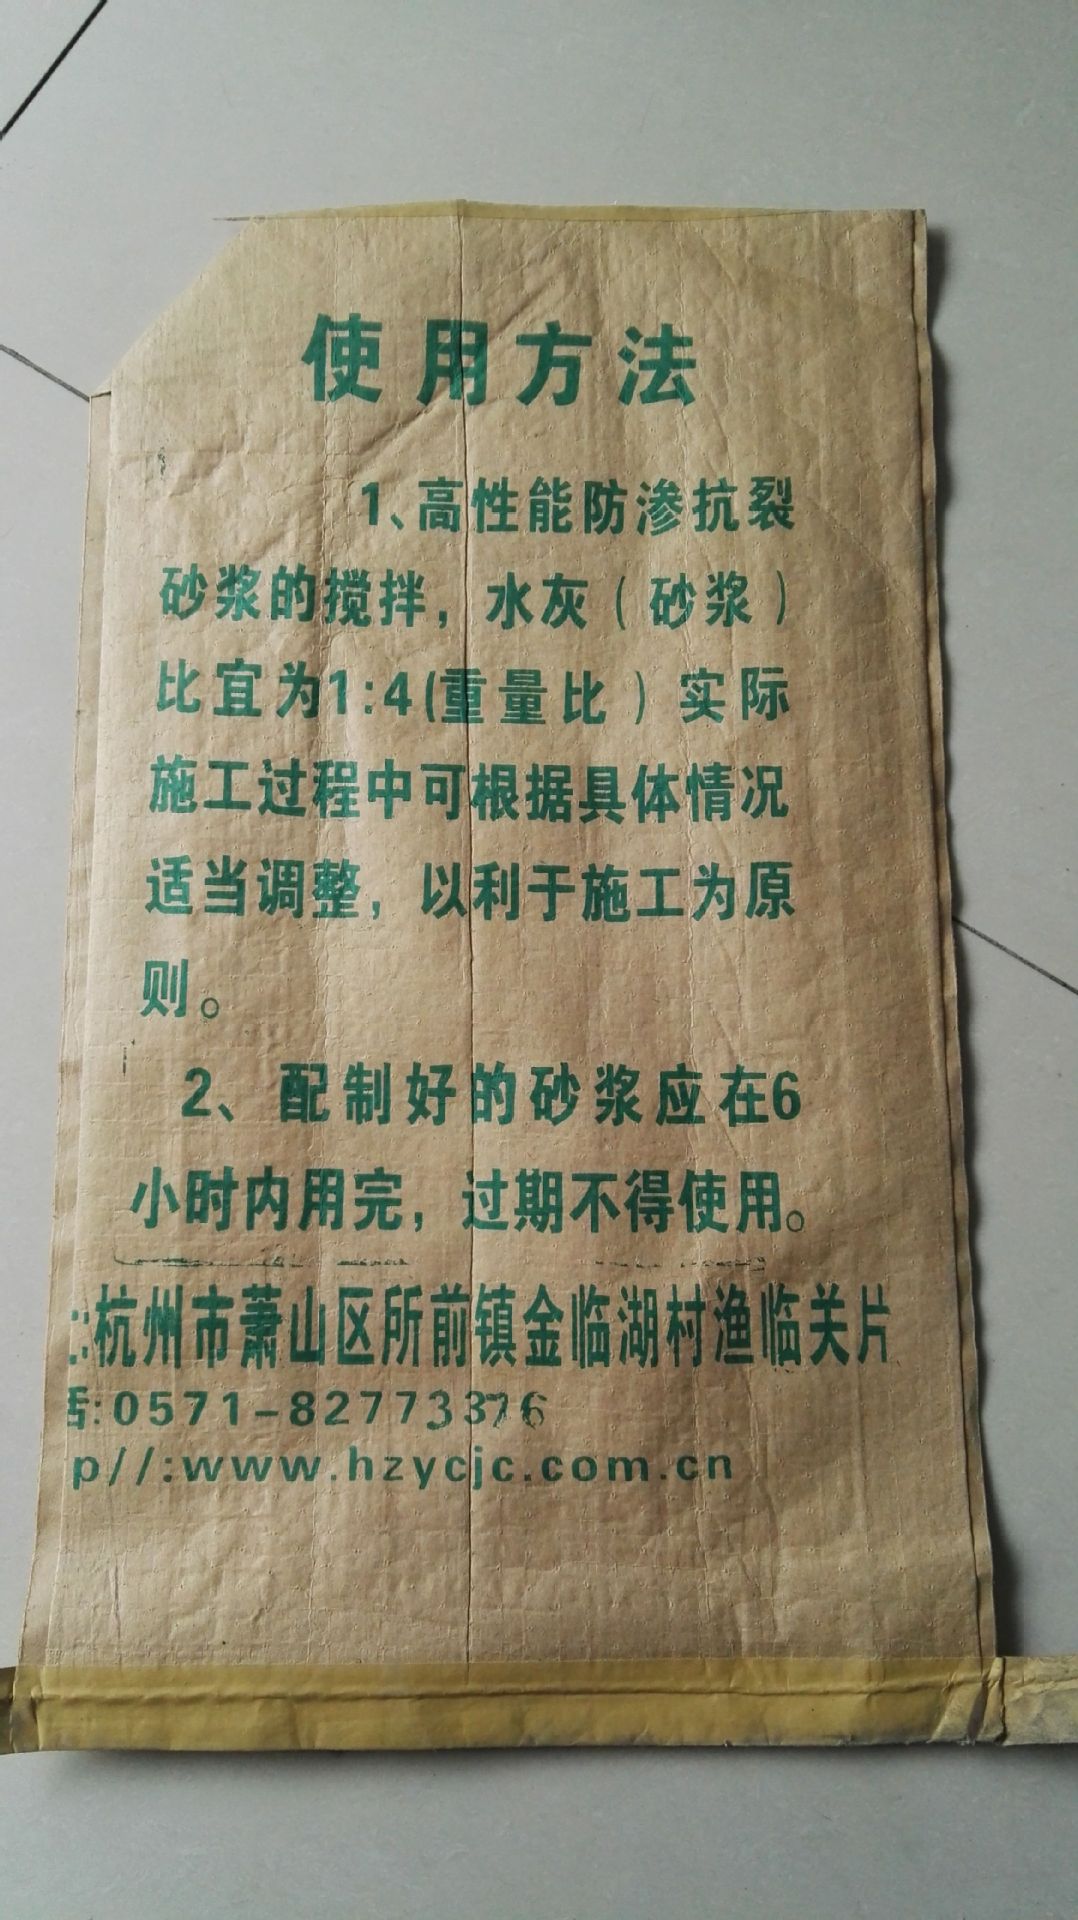 使用方法
1、高性能防渗抗裂
砂浆的搅拌，水灰（砂浆）
比宜为1:4(重量比）实际
施工过程中可根据具体情况
适当调整，以利于施工为原
则。
2、配制好的砂浆应在6
小时内用完，过期不得使用。
:杭州市萧山区所前镇金临湖村渔临关片
话:0571-82773376
p//:www.hzycjc.com.cn